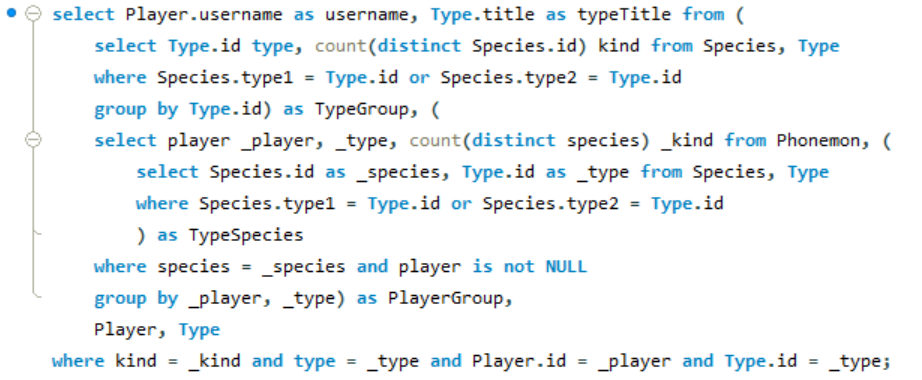 select Player.username as username, Type.title as typeTitle from (
select Type.id type, count(distinct Species.id) kind from Species, Type
where Species.type1 = Type.id or Species.type2 = Type.id
group by Type.id) as TypeGroup, (
select player _player, _type, count(distinct species) _kind from Phonemon, (
select Species.id as _species, Type.id as _type from Species, Type
where Species.type1 = Type.id or Species.type2 = Type.id
) as TypeSpecies
where species = _species and player is not NULL
group by _player, _type) as PlayerGroup,
Player, Type
where kind = _kind and type = _type and Player.id = _player and Type.id = _type;